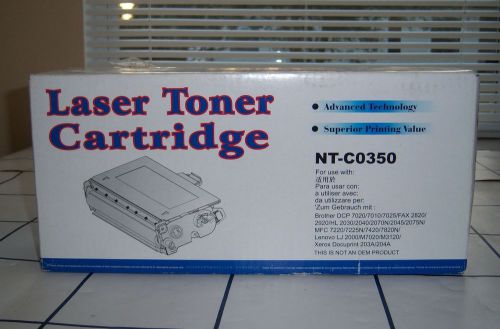 Laser Toner
Cartridge
Advanced Technology
Superior Printing Value
NT-C0350
For use with:
适用於
Para usar con:
a utiliser avec:
da utilizzare per:
'Zum Gebrauch mit :
Brother DCP 7020/7010/7025/FAX 2820/
2920/HL 2030/2040/2070N/2045/2075N/
MFC 7220/7225N/7420/7820N/
Lenovo LJ 2000/M7020/M3120/
Xerox Docuprint 203A/204A
THIS IS NOT AN OEM PRODUCT